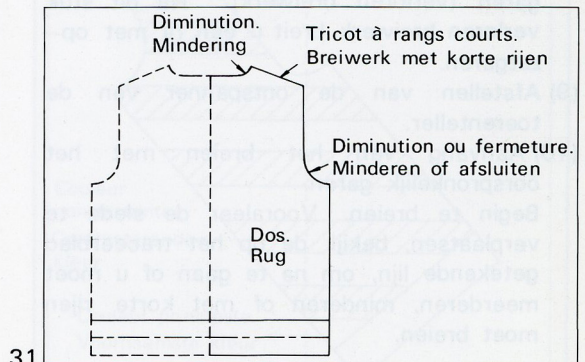 Diminution.
Mindering
Tricot à rangs courts.
Breiwerk met korte rijen
Diminution ou fermeture.
Minderen of afsluiten
Dos.
Rug
31